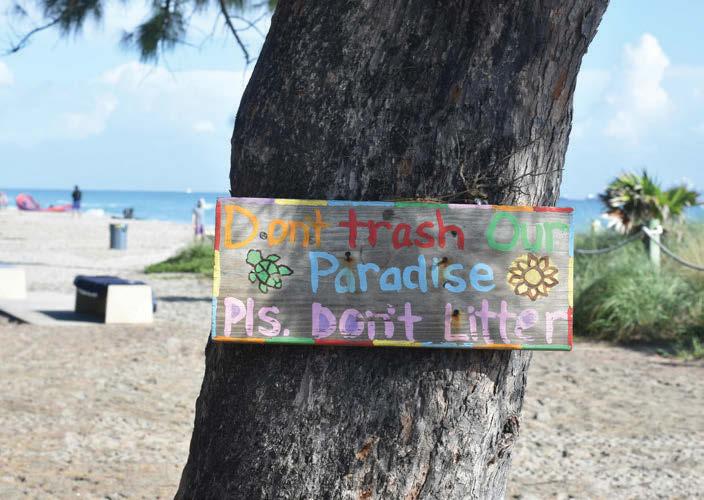 Dont trash Our
Paradise
Pls. Don't Litter